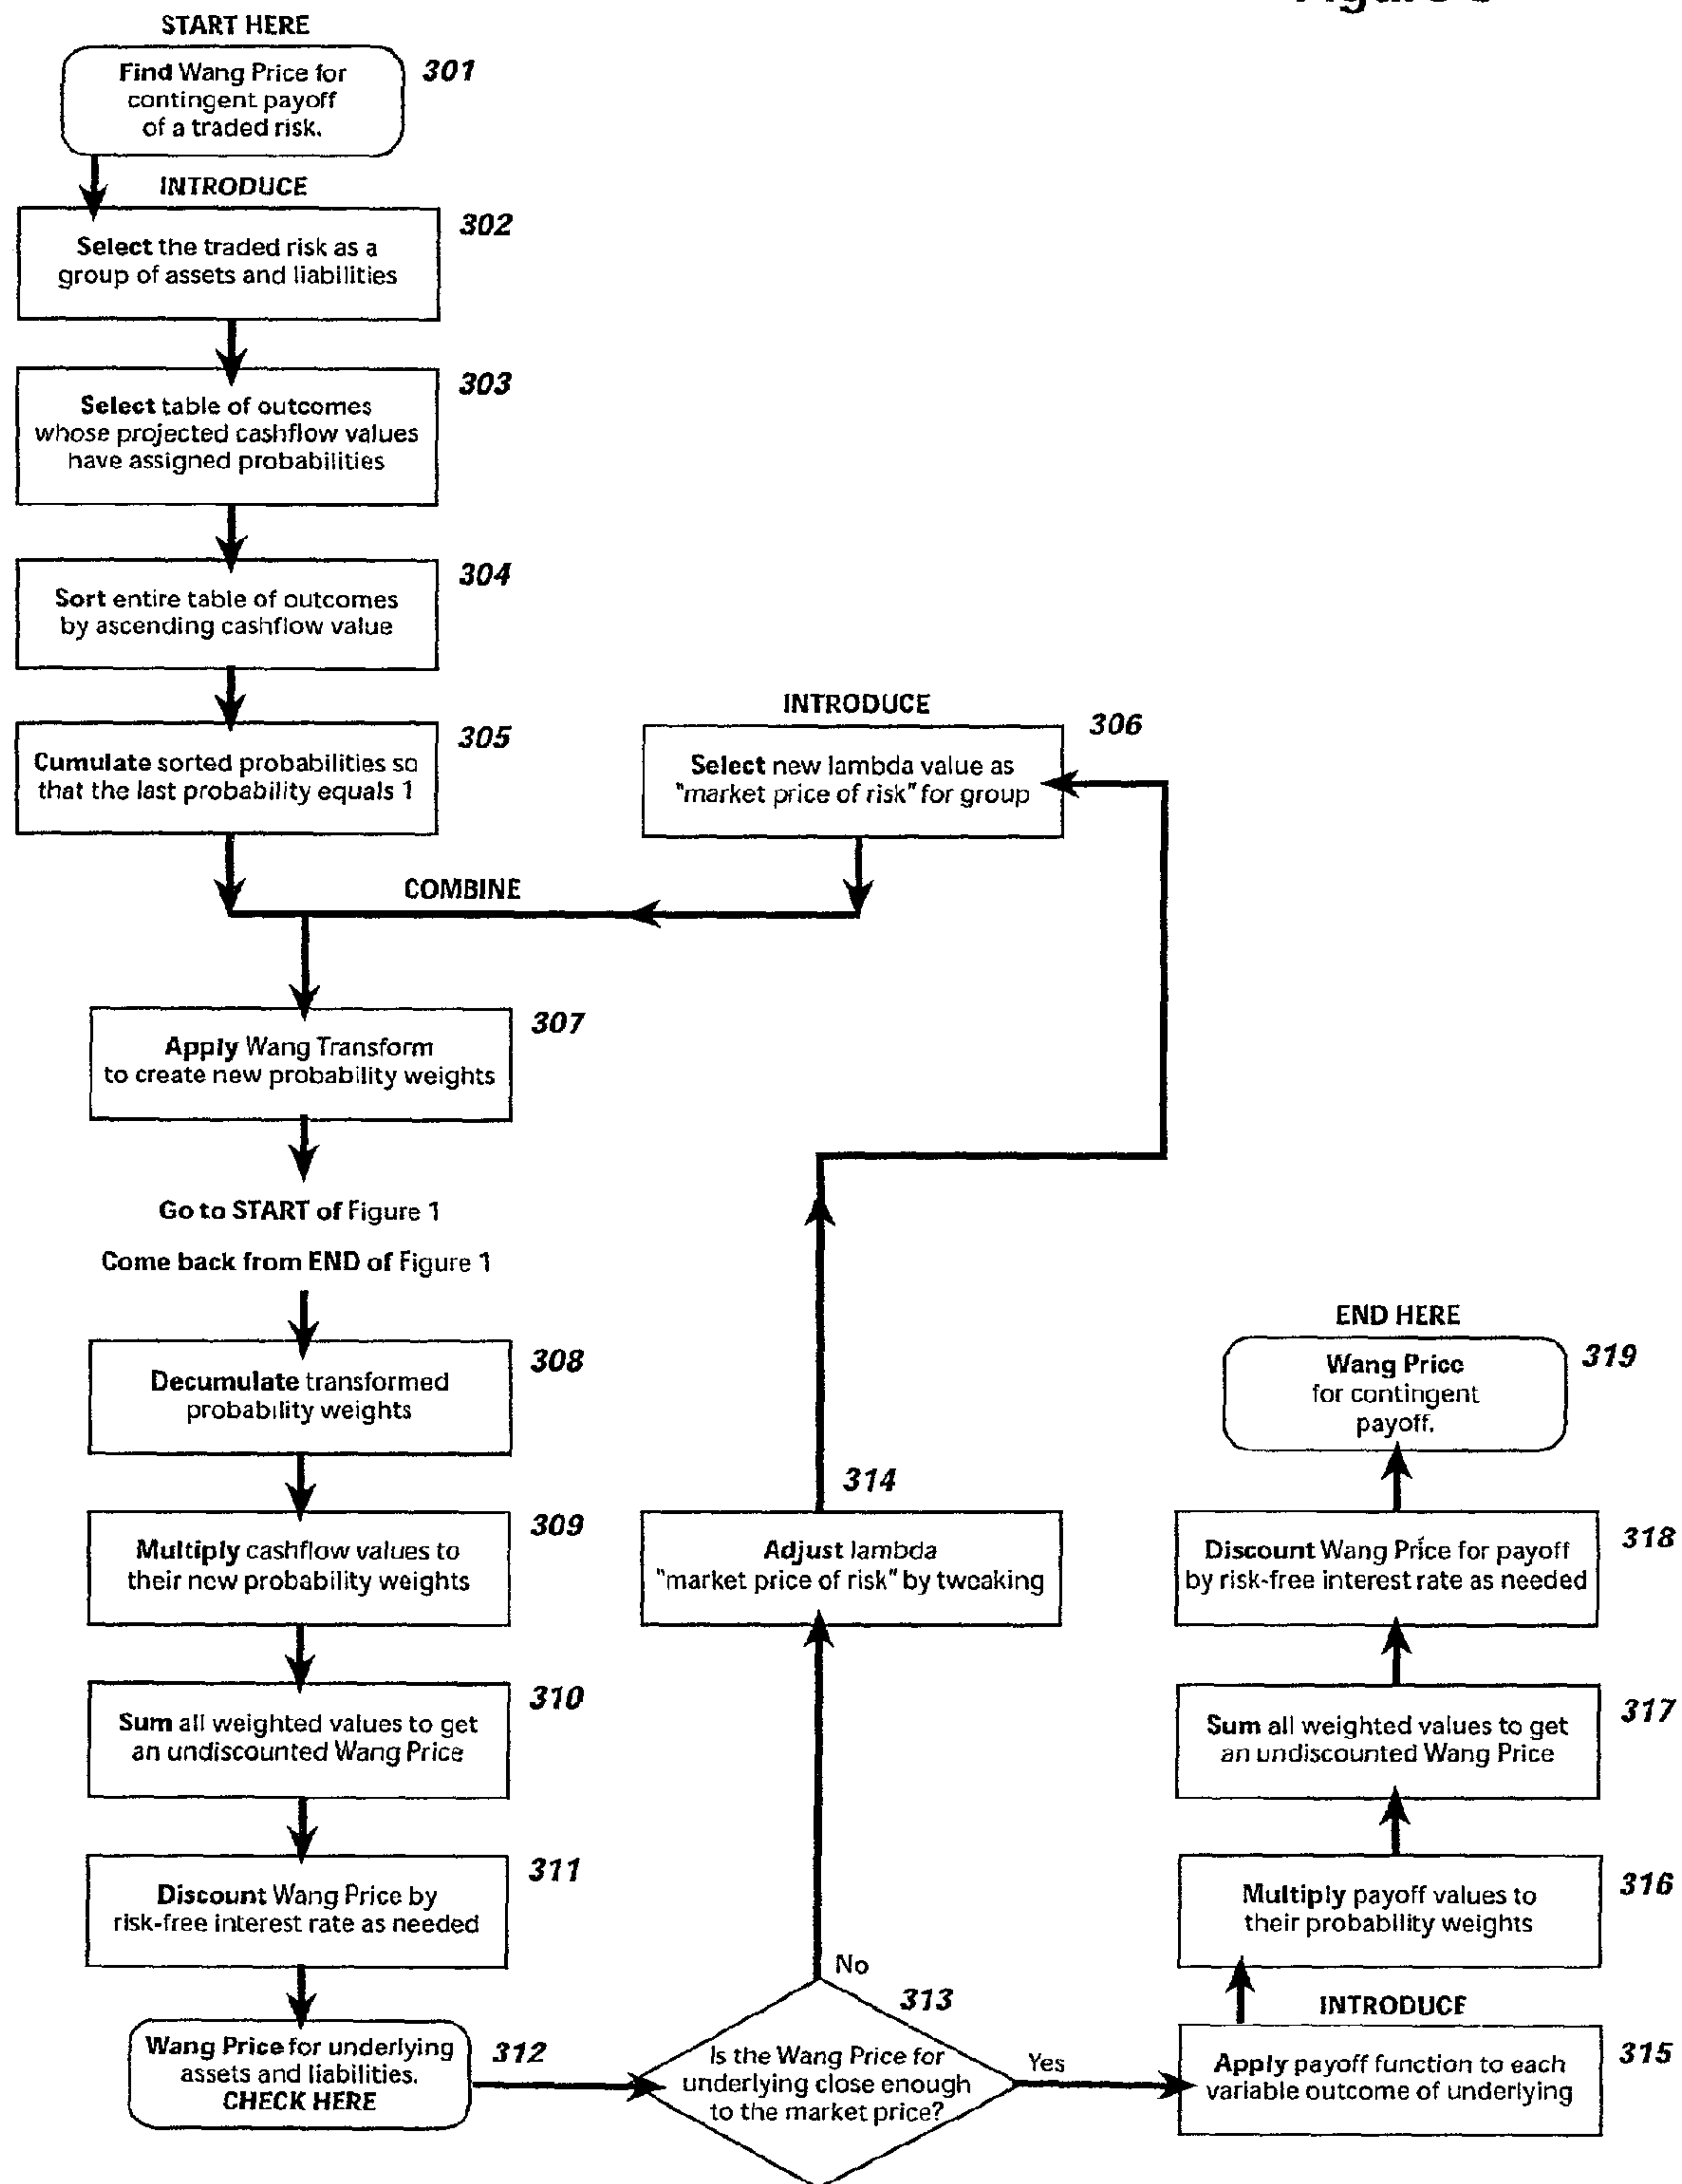 START HERE
Find Wang Price for
contingent payoff
of a traded risk.
301
INTRODUCE
Select the traded risk as a
group of assets and liabilities
302
Select table of outcomes
whose projected cashflow values
have assigned probabilities
303
Sort entire table of outcomes
by ascending cashflow value
304
Cumulate sorted probabilities so
that the last probability equals 1
305
INTRODUCE
Select new lambda value as
"market price of risk" for group
306
COMBINE
Apply Wang Transform
to create new probability weights
307
Go to START of Figure 1
Come back from END of Figure 1
Decumulate transformed
probability weights
308
Multiply cashflow values to
their new probability weights
309
Sum all weighted values to get
an undiscounted Wang Price
310
Discount Wang Price by
risk-free interest rate as needed
311
Wang Price for underlying
assets and liabilities.
CHECK HERE
312
313
Is the Wang Price for
underlying close enough
to the market price?
No
Yes
314
Adjust lambda
"market price of risk" by tweaking
INTRODUCE
Apply payoff function to each
variable outcome of underlying
315
Multiply payoff values to
their probability weights
316
Sum all weighted values to get
an undiscounted Wang Price
317
Discount Wang Price for payoff
by risk-free interest rate as needed
318
END HERE
Wang Price
for contingent
payoff.
319